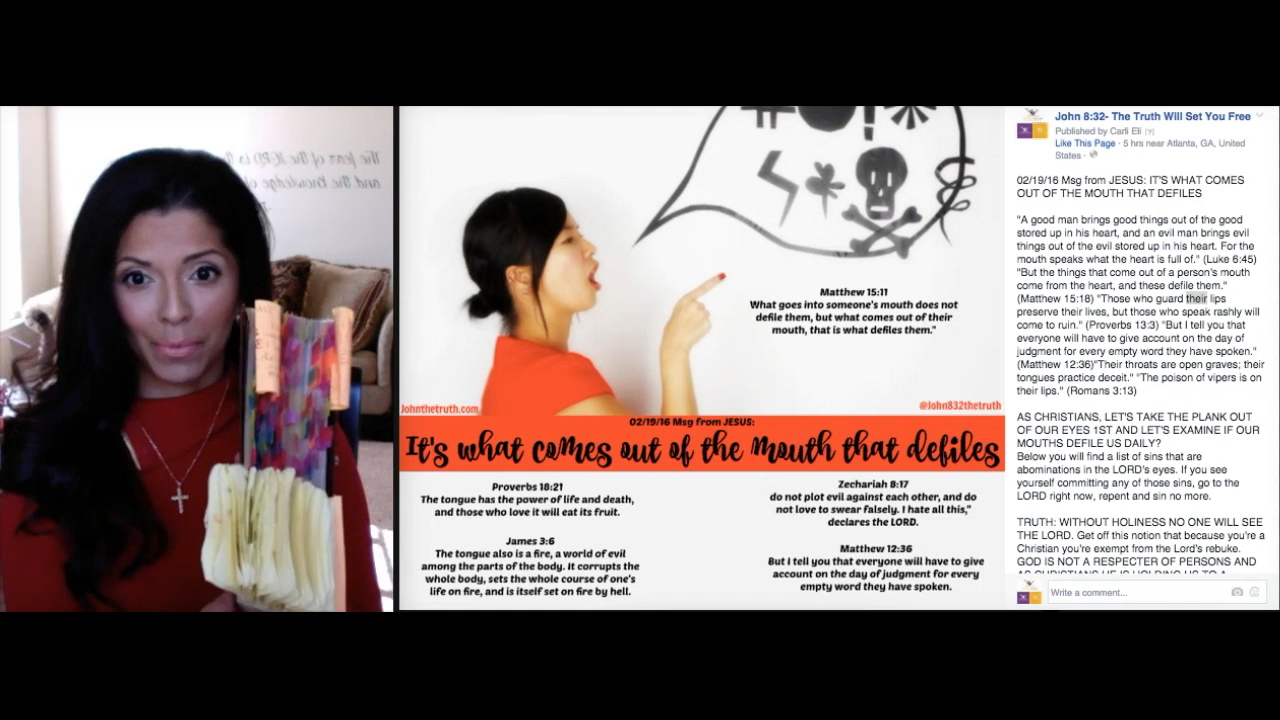 The fear of the LORD is the
and the knowledge of
Matthew 15:11
What goes into someone's mouth does not
defile them, but what comes out of their
mouth, that is what defiles them."
Johnthetruth.com
@John832thetruth
02/19/16 Msg from JESUS:
It's what comes out of the mouth that defiles
Proverbs 18:21
The tongue has the power of life and death,
and those who love it will eat its fruit.
James 3:6
The tongue also is a fire, a world of evil
among the parts of the body. It corrupts the
whole body, sets the whole course of one's
life on fire, and is itself set on fire by hell.
Zechariah 8:17
do not plot evil against each other, and do
not love to swear falsely. I hate all this,"
declares the LORD.
Matthew 12:36
But I tell you that everyone will have to give
account on the day of judgment for every
empty word they have spoken.
John 8:32- The Truth Will Set You Free
Published by Carli Eli [?]
Like This Page · 5 hrs near Atlanta, GA, United
States ·
02/19/16 Msg from JESUS: IT'S WHAT COMES
OUT OF THE MOUTH THAT DEFILES
"A good man brings good things out of the good
stored up in his heart, and an evil man brings evil
things out of the evil stored up in his heart. For the
mouth speaks what the heart is full of." (Luke 6:45)
"But the things that come out of a person's mouth
come from the heart, and these defile them."
(Matthew 15:18) "Those who guard their lips
preserve their lives, but those who speak rashly will
come to ruin." (Proverbs 13:3) "But I tell you that
everyone will have to give account on the day of
judgment for every empty word they have spoken."
(Matthew 12:36)"Their throats are open graves; their
tongues practice deceit." "The poison of vipers is on
their lips." (Romans 3:13)
AS CHRISTIANS, LET'S TAKE THE PLANK OUT
OF OUR EYES 1ST AND LET'S EXAMINE IF OUR
MOUTHS DEFILE US DAILY?
Below you will find a list of sins that are
abominations in the LORD's eyes. If you see
yourself committing any of those sins, go to the
LORD right now, repent and sin no more.
TRUTH: WITHOUT HOLINESS NO ONE WILL SEE
THE LORD. Get off this notion that because you're a
Christian you're exempt from the Lord's rebuke.
GOD IS NOT A RESPECTER OF PERSONS AND
AS CHRISTIANS HE IS HOLDING US TO A
Write a comment...